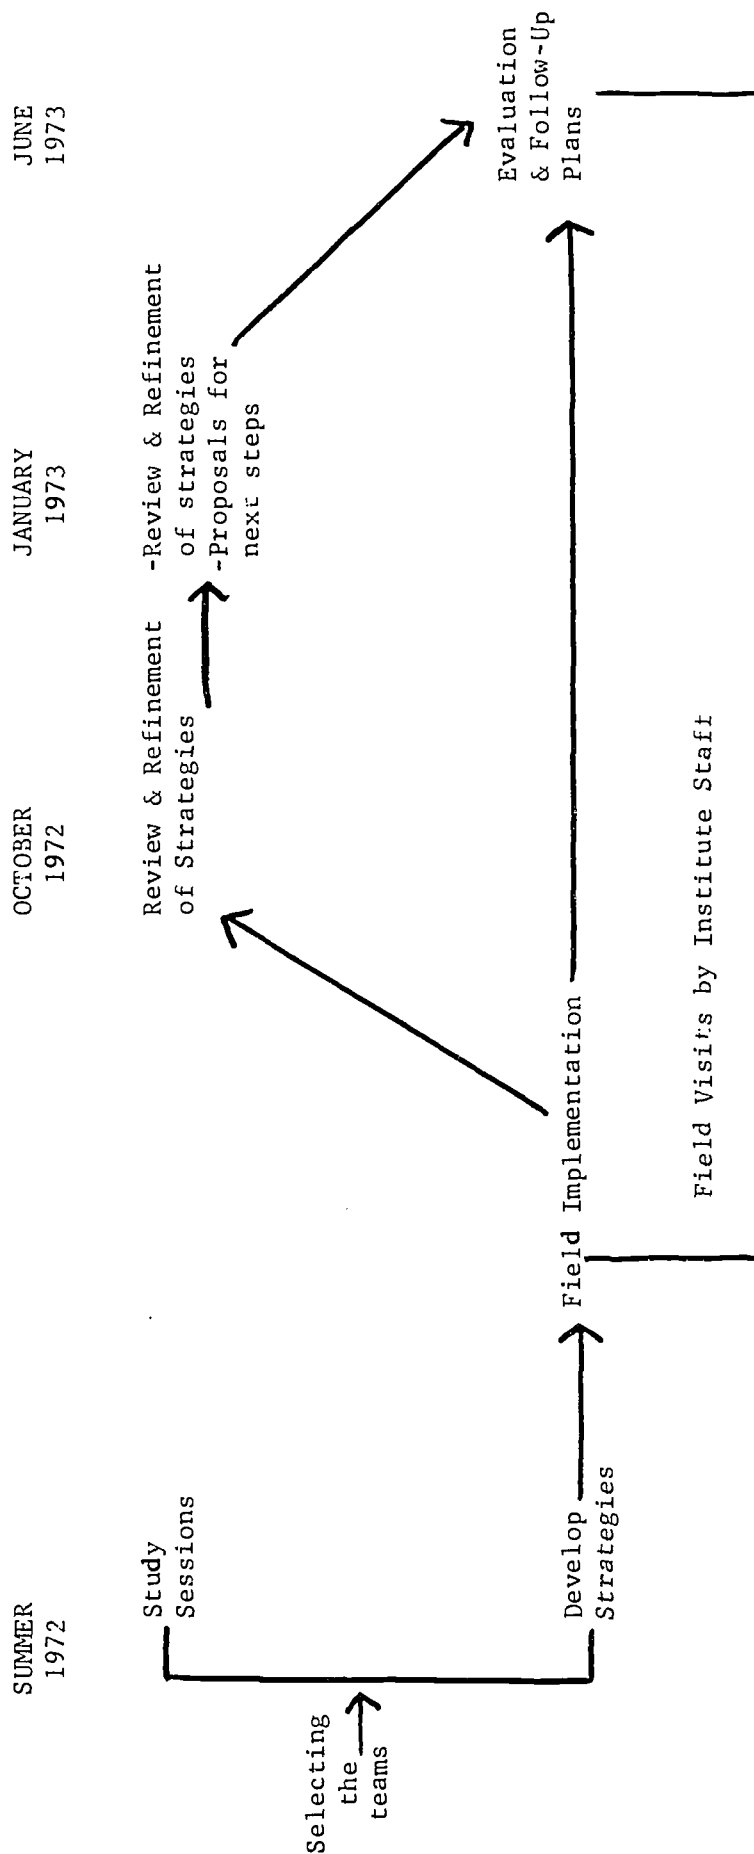 SUMMER
1972
OCTOBER
1972
JANUARY
1973
JUNE
1973
Selecting
the
teams
Study
Sessions
Develop
Strategies
Field Implementation
Review & Refinement
of Strategies
-Review & Refinement
of strategies
-Proposals for
next steps
Evaluation
& Follow-Up
Plans
Field Visits by Institute Staff